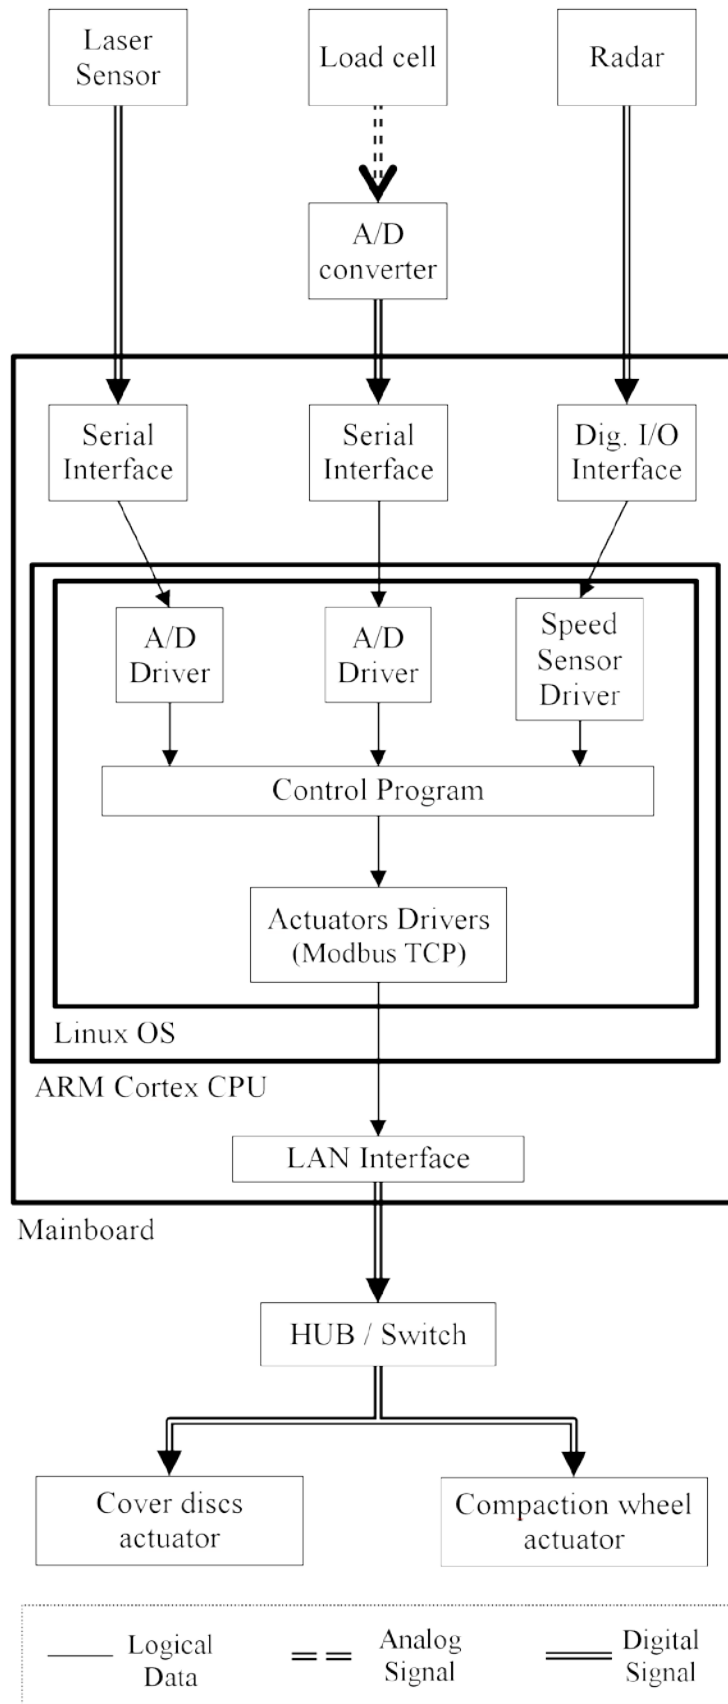 Laser
Sensor
Load cell
Radar
A/D
converter
Serial
Interface
Serial
Interface
Dig. I/O
Interface
A/D
Driver
A/D
Driver
Speed
Sensor
Driver
Control Program
Actuators Drivers
(Modbus TCP)
Linux OS
ARM Cortex CPU
LAN Interface
Mainboard
HUB / Switch
Cover discs
actuator
Compaction wheel
actuator
Logical
Data
Analog
Signal
Digital
Signal